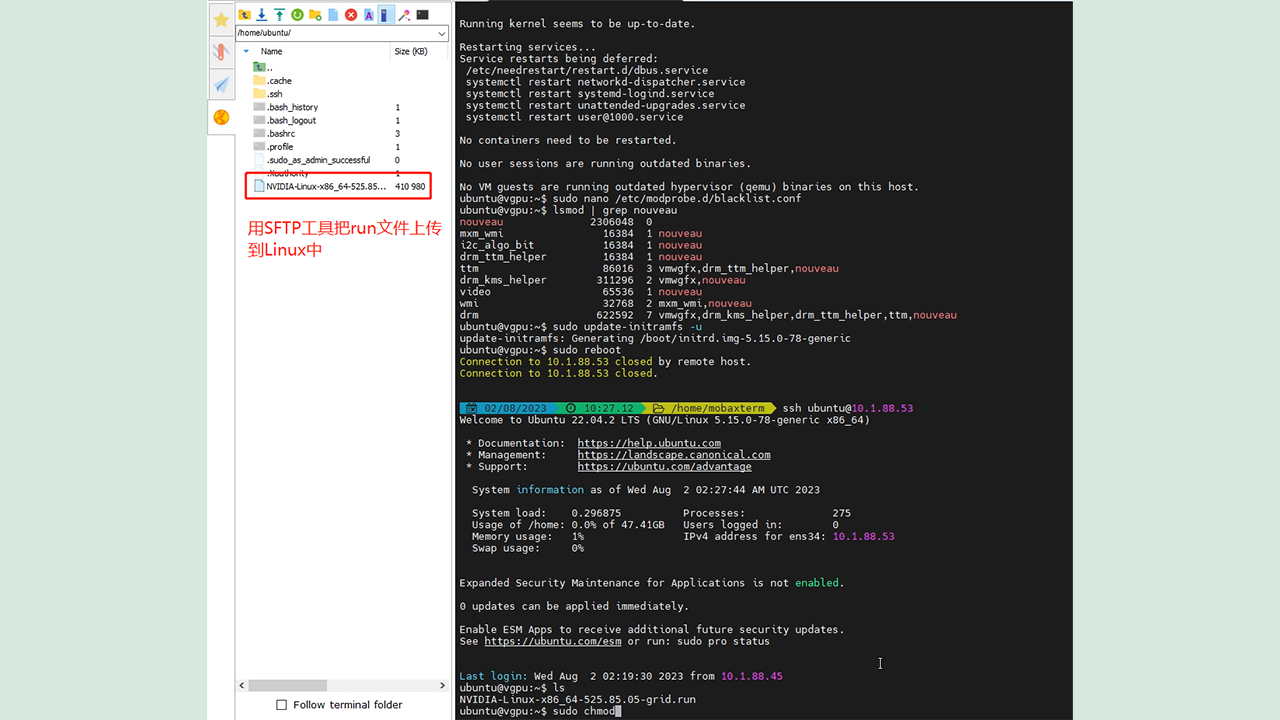 /home/ubuntu/
Name Size (KB)
..
.cache
.ssh
.bash_history 1
.bash_logout 1
.bashrc 3
.profile 1
.sudo_as_admin_successful 0
.Xauthority 1
NVIDIA-Linux-x86_64-525.85... 410 980
用SFTP工具把run文件上传
到Linux中
Follow terminal folder
Running kernel seems to be up-to-date.
Restarting services...
Service restarts being deferred:
/etc/needrestart/restart.d/dbus.service
systemctl restart networkd-dispatcher.service
systemctl restart systemd-logind.service
systemctl restart unattended-upgrades.service
systemctl restart user@1000.service
No containers need to be restarted.
No user sessions are running outdated binaries.
No VM guests are running outdated hypervisor (qemu) binaries on this host.
ubuntu@vgpu:~$ sudo nano /etc/modprobe.d/blacklist.conf
ubuntu@vgpu:~$ lsmod | grep nouveau
nouveau 2306048 0
mxm_wmi 16384 1 nouveau
i2c_algo_bit 16384 1 nouveau
drm_ttm_helper 16384 1 nouveau
ttm 86016 3 vmwgfx,drm_ttm_helper,nouveau
drm_kms_helper 311296 2 vmwgfx,nouveau
video 65536 1 nouveau
wmi 32768 2 mxm_wmi,nouveau
drm 622592 7 vmwgfx,drm_kms_helper,drm_ttm_helper,ttm,nouveau
ubuntu@vgpu:~$ sudo update-initramfs -u
update-initramfs: Generating /boot/initrd.img-5.15.0-78-generic
ubuntu@vgpu:~$ sudo reboot
Connection to 10.1.88.53 closed by remote host.
Connection to 10.1.88.53 closed.
02/08/2023 10:27.12 /home/mobaxterm ssh ubuntu@10.1.88.53
Welcome to Ubuntu 22.04.2 LTS (GNU/Linux 5.15.0-78-generic x86_64)
* Documentation: https://help.ubuntu.com
* Management: https://landscape.canonical.com
* Support: https://ubuntu.com/advantage
System information as of Wed Aug 2 02:27:44 AM UTC 2023
System load: 0.296875 Processes: 275
Usage of /home: 0.0% of 47.41GB Users logged in: 0
Memory usage: 1% IPv4 address for ens34: 10.1.88.53
Swap usage: 0%
Expanded Security Maintenance for Applications is not enabled.
0 updates can be applied immediately.
Enable ESM Apps to receive additional future security updates.
See https://ubuntu.com/esm or run: sudo pro status
Last login: Wed Aug 2 02:19:30 2023 from 10.1.88.45
ubuntu@vgpu:~$ ls
NVIDIA-Linux-x86_64-525.85.05-grid.run
ubuntu@vgpu:~$ sudo chmod